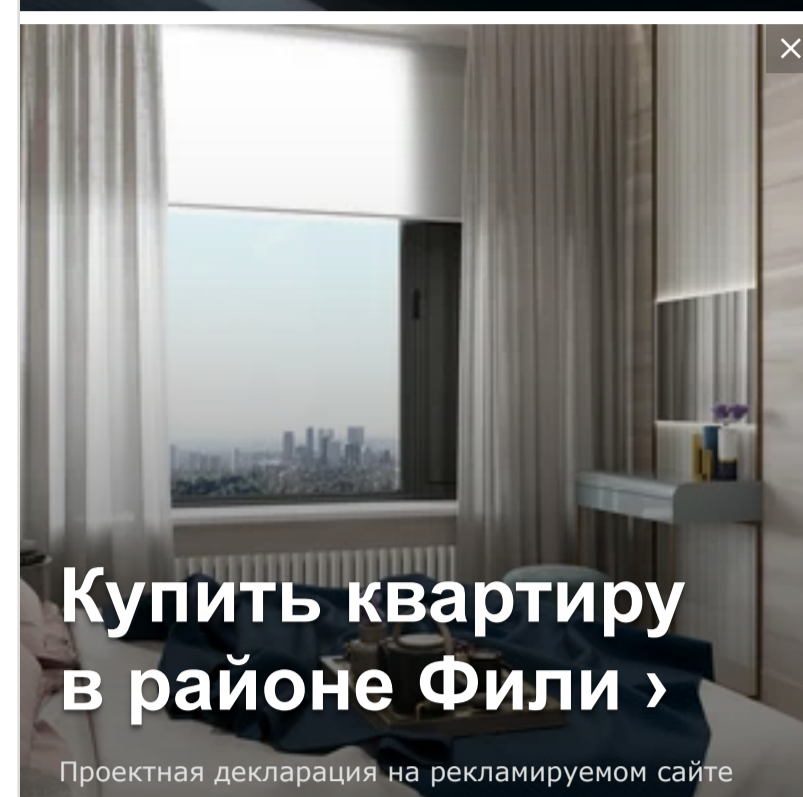 Купить квартиру
в районе Фили ›
Проектная декларация на рекламируемом сайте